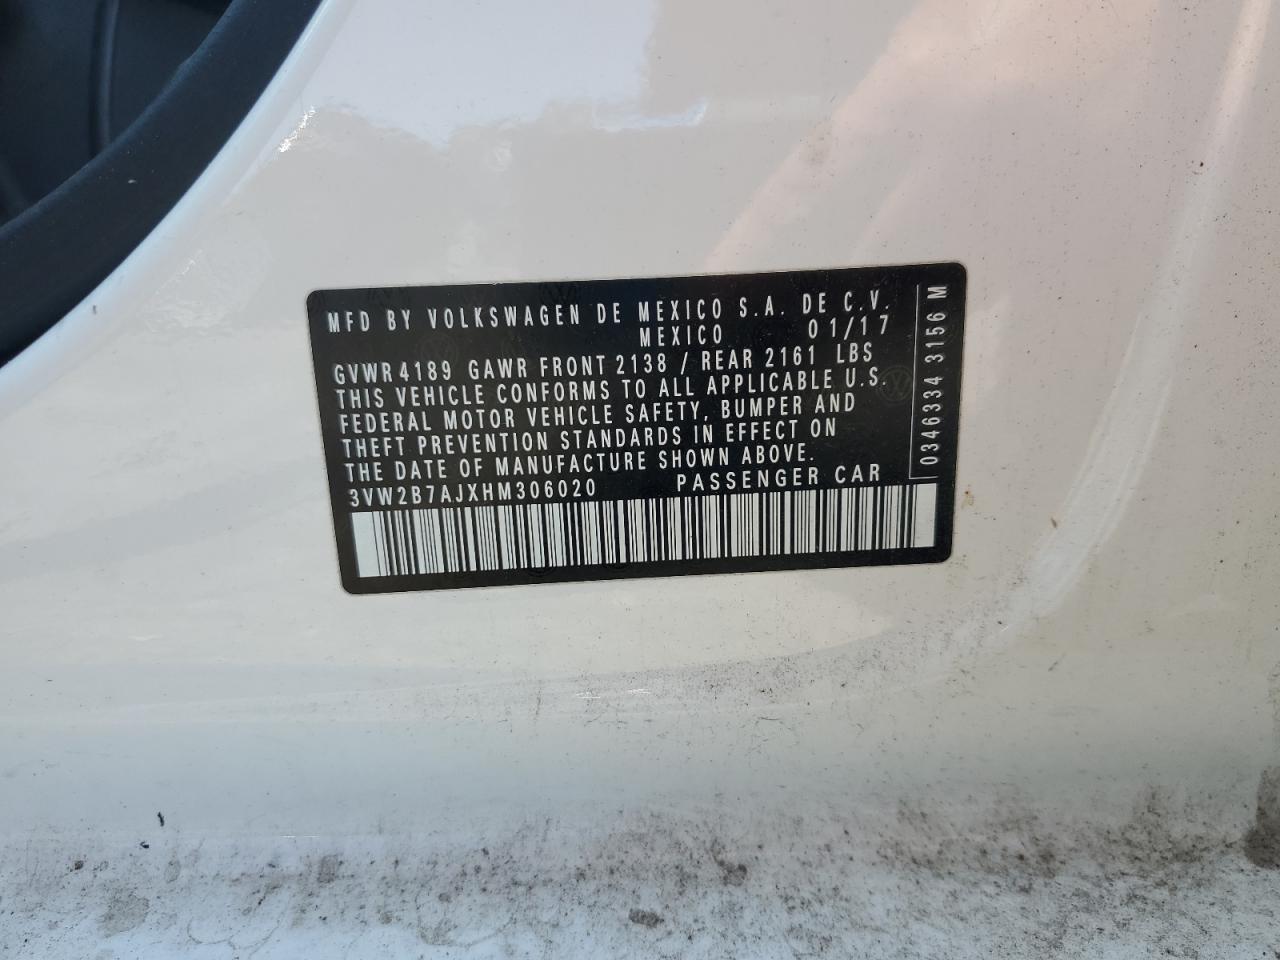 MFD BY VOLKSWAGEN DE MEXICO S.A. DE C.V.
MEXICO 01/17
GVWR 4189 GAWR FRONT 2138 / REAR 2161 LBS
THIS VEHICLE CONFORMS TO ALL APPLICABLE U.S.
FEDERAL MOTOR VEHICLE SAFETY, BUMPER AND
THEFT PREVENTION STANDARDS IN EFFECT ON
THE DATE OF MANUFACTURE SHOWN ABOVE.
3VW2B7AJXHM306020 PASSENGER CAR
0346334 3156 M